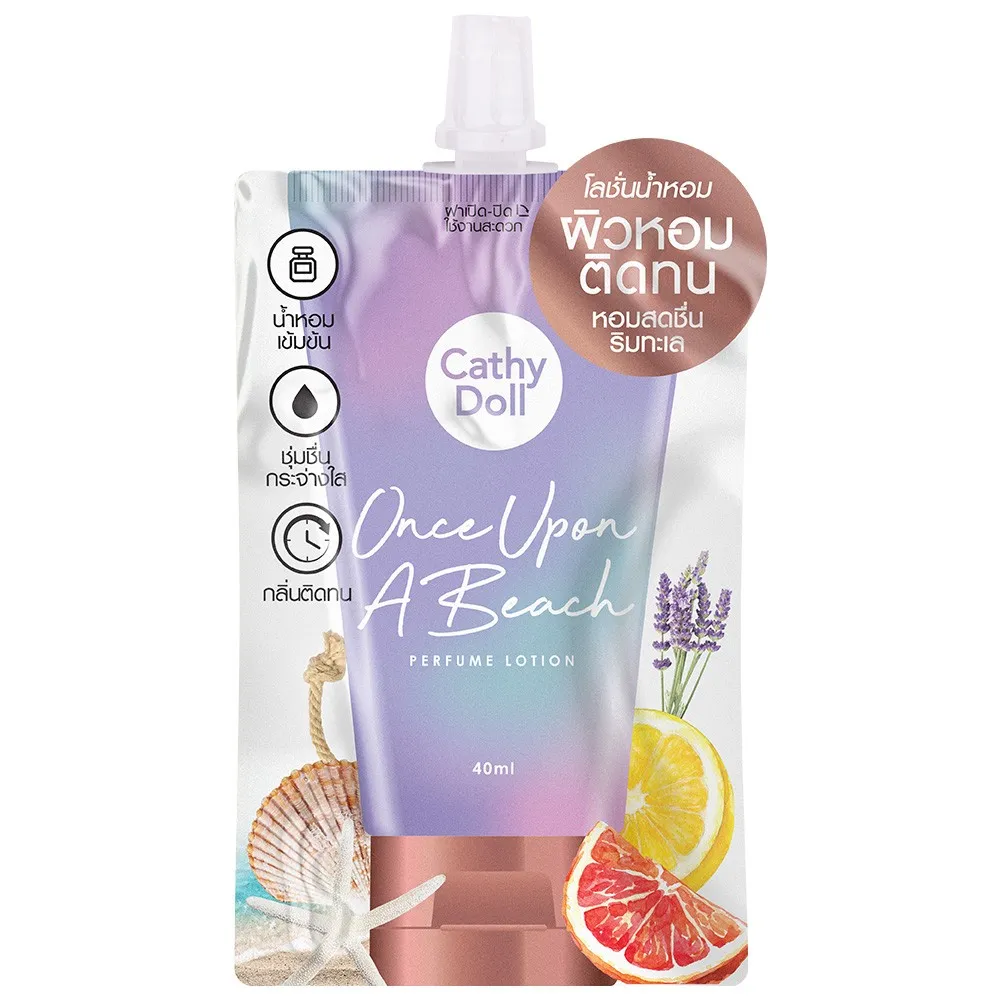 ฝาเปิด-ปิด
ใช้งานสะดวก
โลชั่นน้ำหอม
ผิวหอม
ติดทน
หอมสดชื่น
ริมทะเล
น้ำหอม
เข้มข้น
ชุ่มชื่น
กระจ่างใส
กลิ่นติดทน
Cathy
Doll
Once Upon
A Beach
PERFUME LOTION
40ml